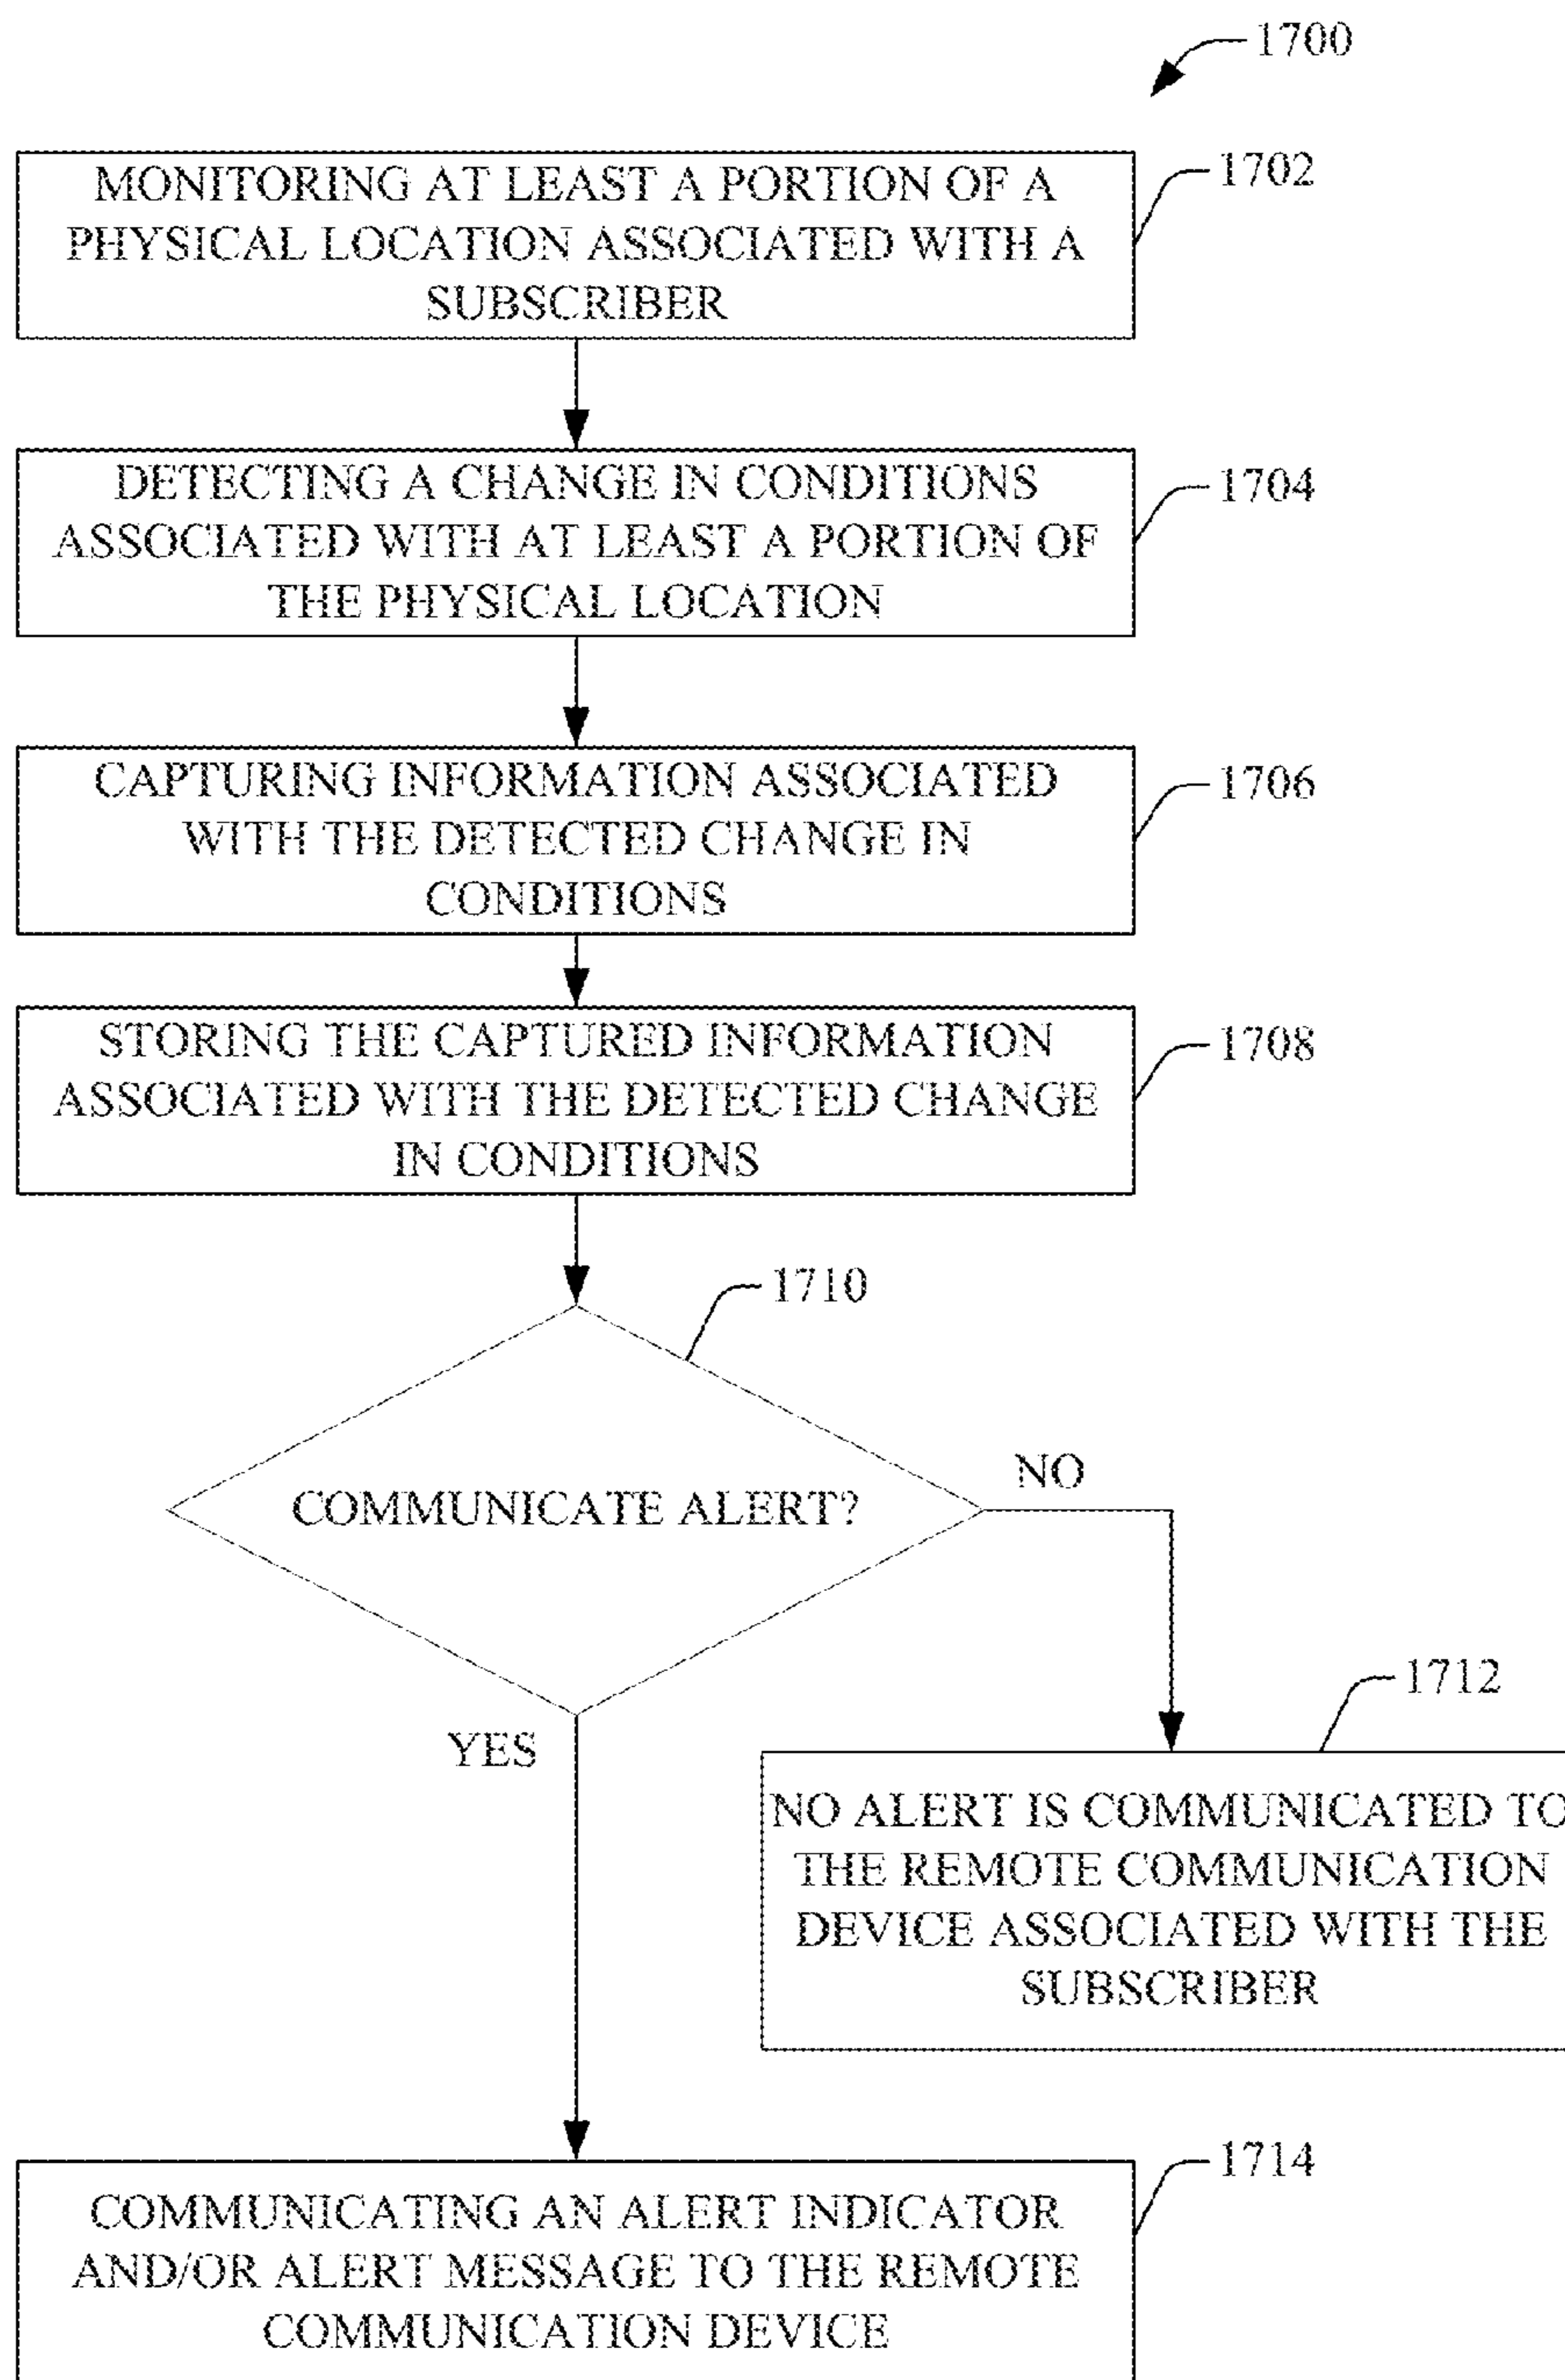 1700
MONITORING AT LEAST A PORTION OF A
PHYSICAL LOCATION ASSOCIATED WITH A
SUBSCRIBER
1702
DETECTING A CHANGE IN CONDITIONS
ASSOCIATED WITH AT LEAST A PORTION OF
THE PHYSICAL LOCATION
1704
CAPTURING INFORMATION ASSOCIATED
WITH THE DETECTED CHANGE IN
CONDITIONS
1706
STORING THE CAPTURED INFORMATION
ASSOCIATED WITH THE DETECTED CHANGE
IN CONDITIONS
1708
1710
COMMUNICATE ALERT?
NO
YES
1712
NO ALERT IS COMMUNICATED TO
THE REMOTE COMMUNICATION
DEVICE ASSOCIATED WITH THE
SUBSCRIBER
1714
COMMUNICATING AN ALERT INDICATOR
AND/OR ALERT MESSAGE TO THE REMOTE
COMMUNICATION DEVICE